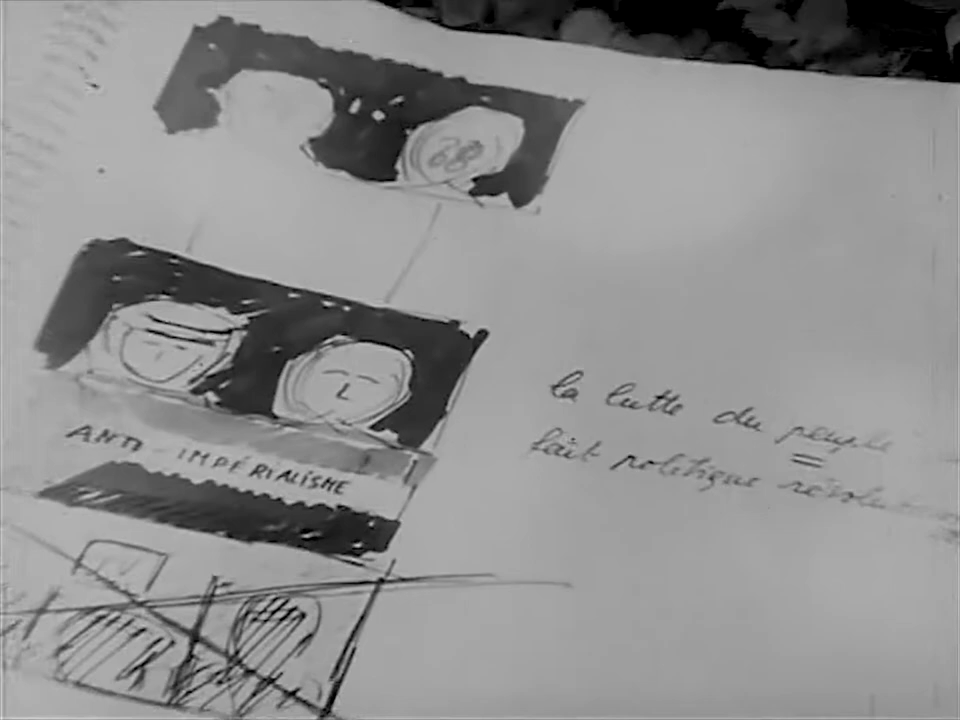 ANTI-IMPÉRIALISME
la lutte du peuple
=
fait politique